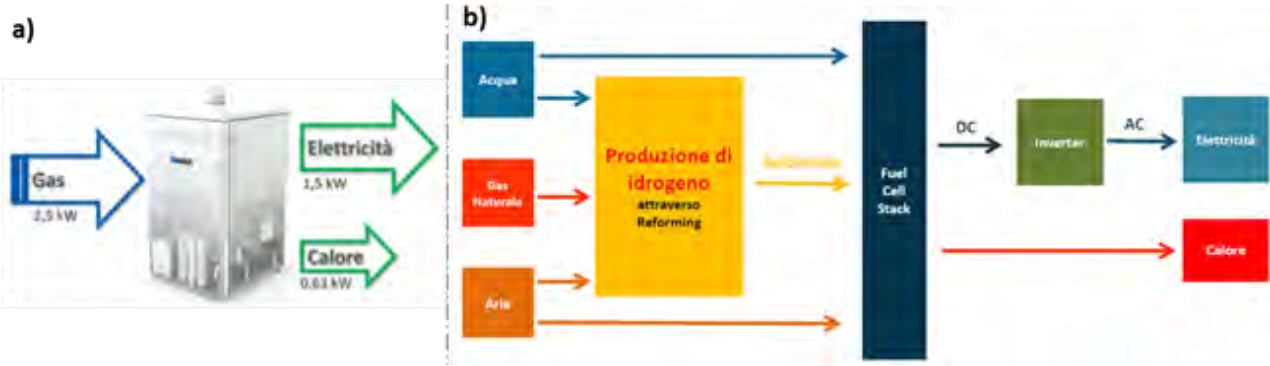 a)
Gas
2,5 kW
Elettricità
1,5 kW
Calore
0,63 kW
b)
Acqua
Gas
Naturale
Aria
Produzione di
idrogeno
attraverso
Reforming
Riformato
Fuel
Cell
Stack
DC
Inverter
AC
Elettricità
Calore